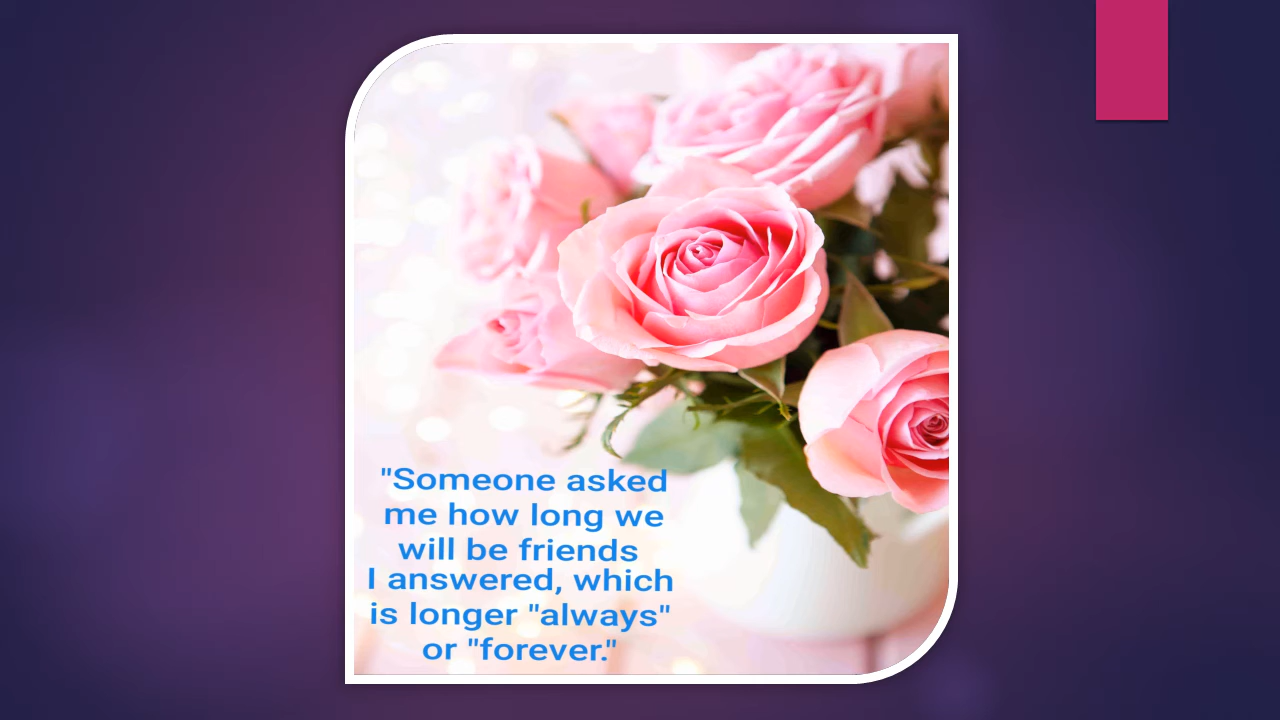 "Someone asked
me how long we
will be friends
I answered, which
is longer "always"
or "forever."